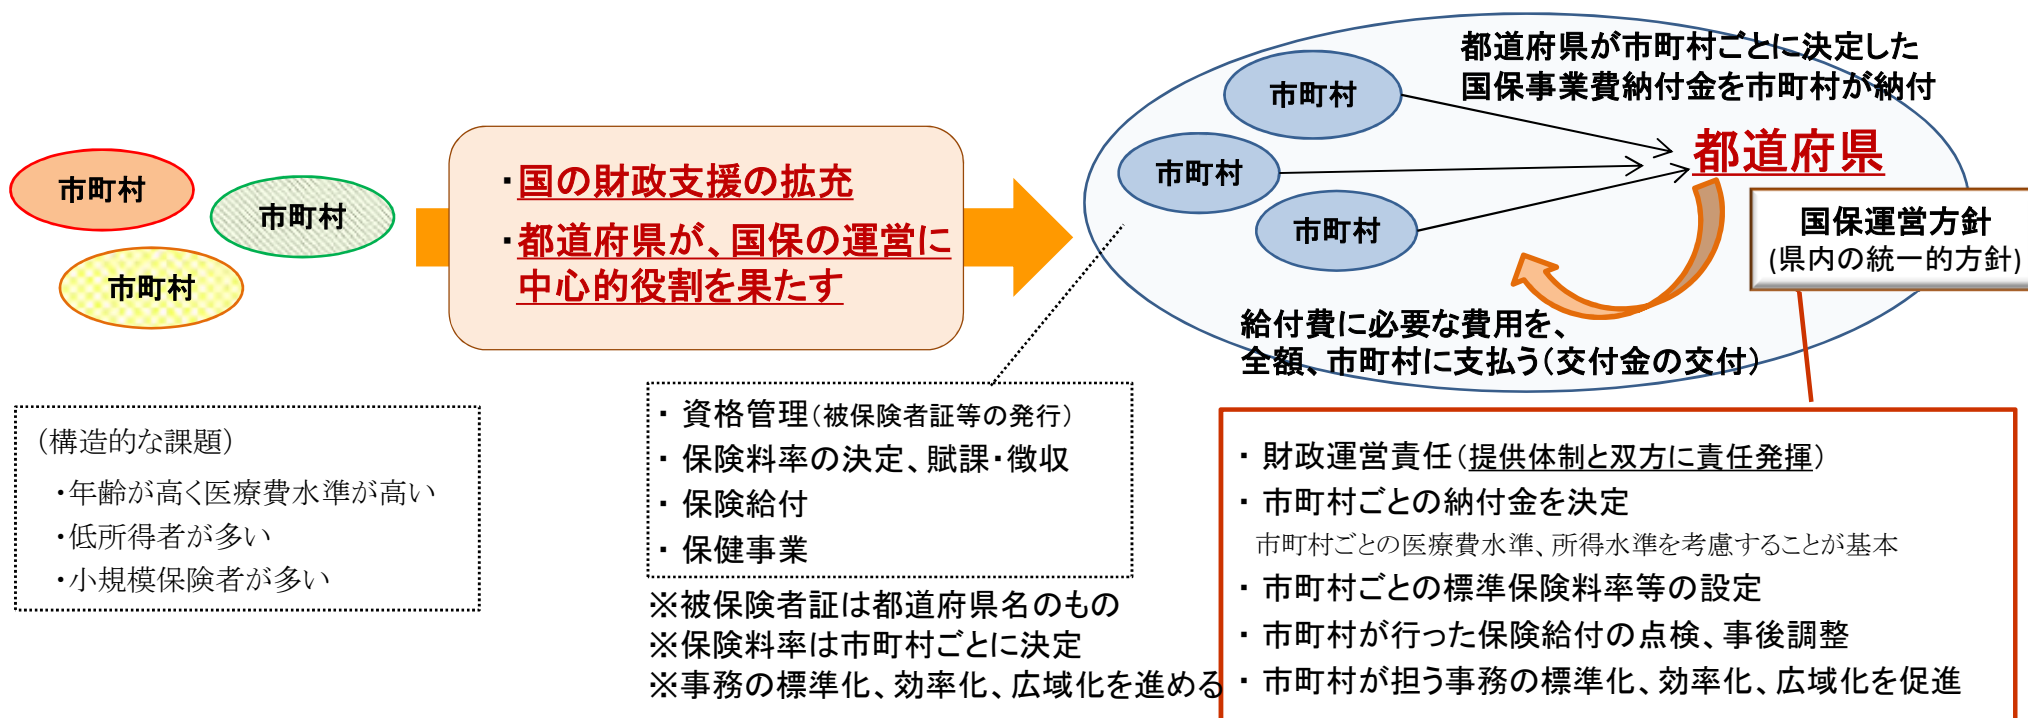 市町村
市町村
市町村
（構造的な課題）
・年齢が高く医療費水準が高い
・低所得者が多い
・小規模保険者が多い
・国の財政支援の拡充
・都道府県が、国保の運営に
中心的役割を果たす
市町村
市町村
市町村
都道府県が市町村ごとに決定した
国保事業費納付金を市町村が納付
都道府県
国保運営方針
(県内の統一的方針)
給付費に必要な費用を、
全額、市町村に支払う（交付金の交付）
・ 資格管理（被保険者証等の発行）
・ 保険料率の決定、賦課・徴収
・ 保険給付
・ 保健事業
※被保険者証は都道府県名のもの
※保険料率は市町村ごとに決定
※事務の標準化、効率化、広域化を進める
・ 財政運営責任（提供体制と双方に責任発揮）
・ 市町村ごとの納付金を決定
市町村ごとの医療費水準、所得水準を考慮することが基本
・ 市町村ごとの標準保険料率等の設定
・ 市町村が行った保険給付の点検、事後調整
・ 市町村が担う事務の標準化、効率化、広域化を促進